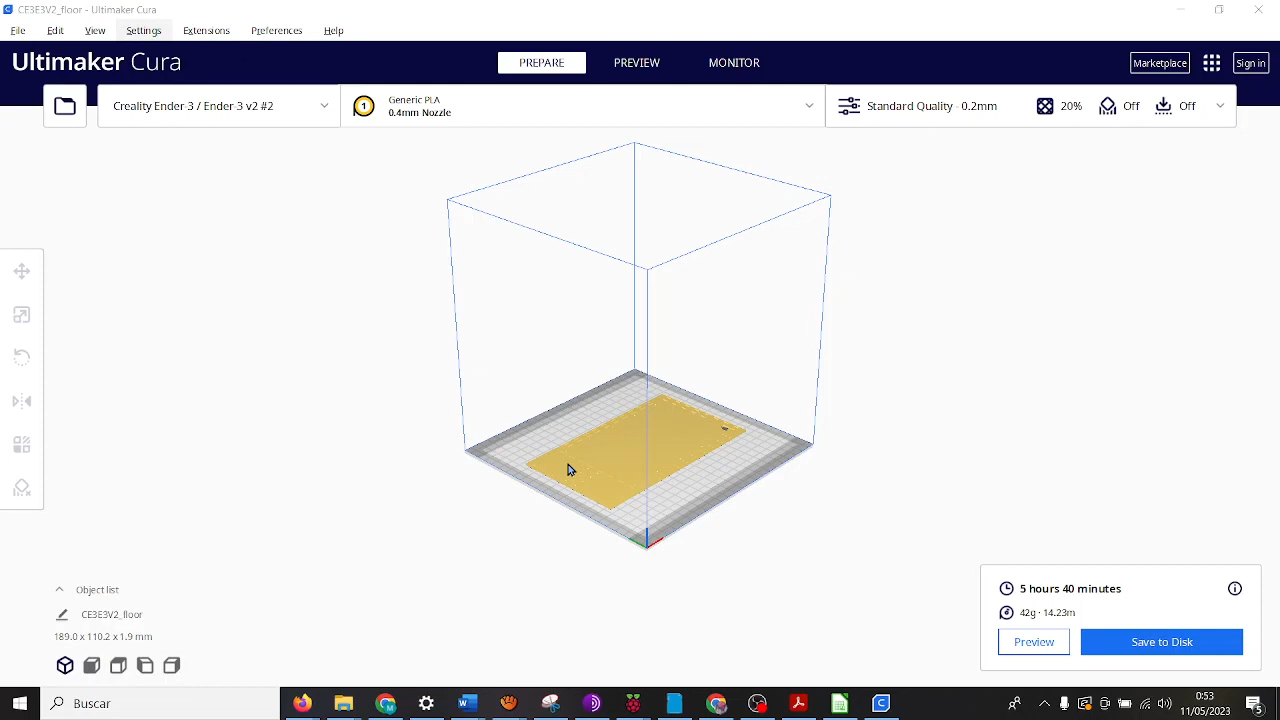 CE3E3V2_floor - Ultimaker Cura
File Edit View Settings Extensions Preferences Help
Ultimaker Cura
PREPARE PREVIEW MONITOR
Marketplace
Sign in
Creality Ender-3 / Ender-3 v2 #2
1
Generic PLA
0.4mm Nozzle
Standard Quality - 0.2mm
20%
Off
Off
Object list
CE3E3V2_floor
189.0 x 110.2 x 1.9 mm
5 hours 40 minutes
42g · 14.23m
Preview
Save to Disk
Buscar
0:53
11/05/2023
5